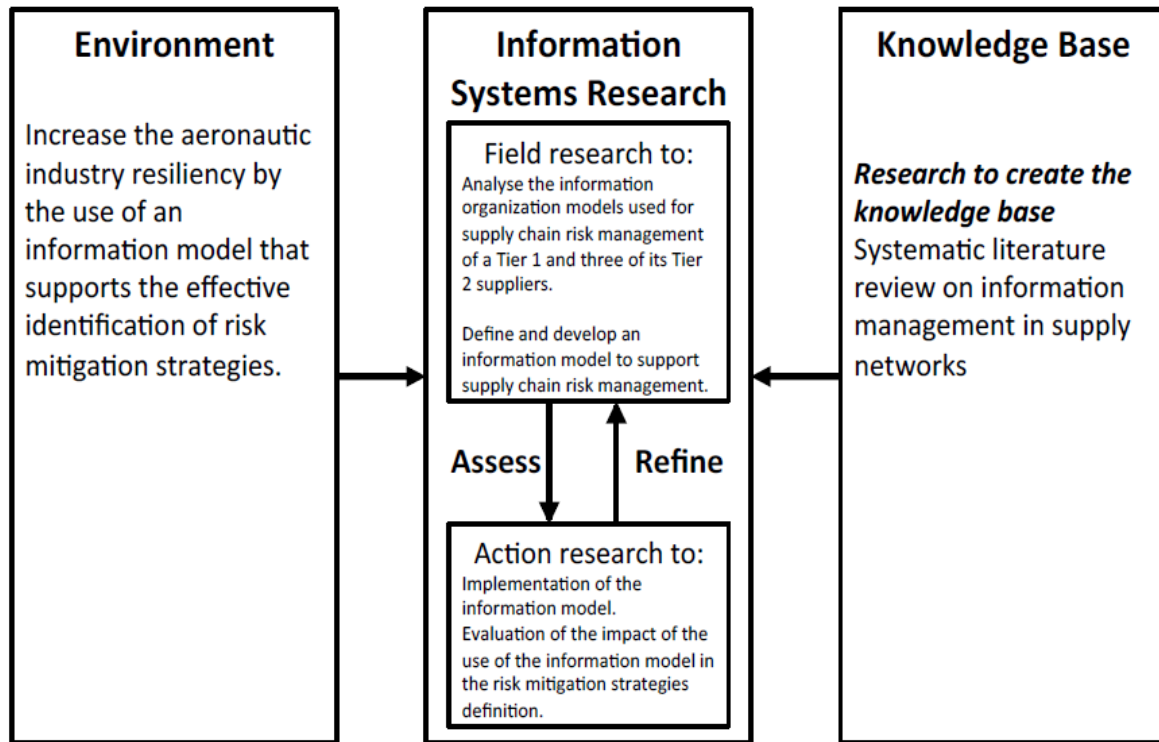 Environment
Increase the aeronautic
industry resiliency by
the use of an
information model that
supports the effective
identification of risk
mitigation strategies.
Information
Systems Research
Field research to:
Analyse the information
organization models used for
supply chain risk management
of a Tier 1 and three of its Tier
2 suppliers.
Define and develop an
information model to support
supply chain risk management.
Assess
Refine
Action research to:
Implementation of the
information model.
Evaluation of the impact of the
use of the information model in
the risk mitigation strategies
definition.
Knowledge Base
Research to create the
knowledge base
Systematic literature
review on information
management in supply
networks